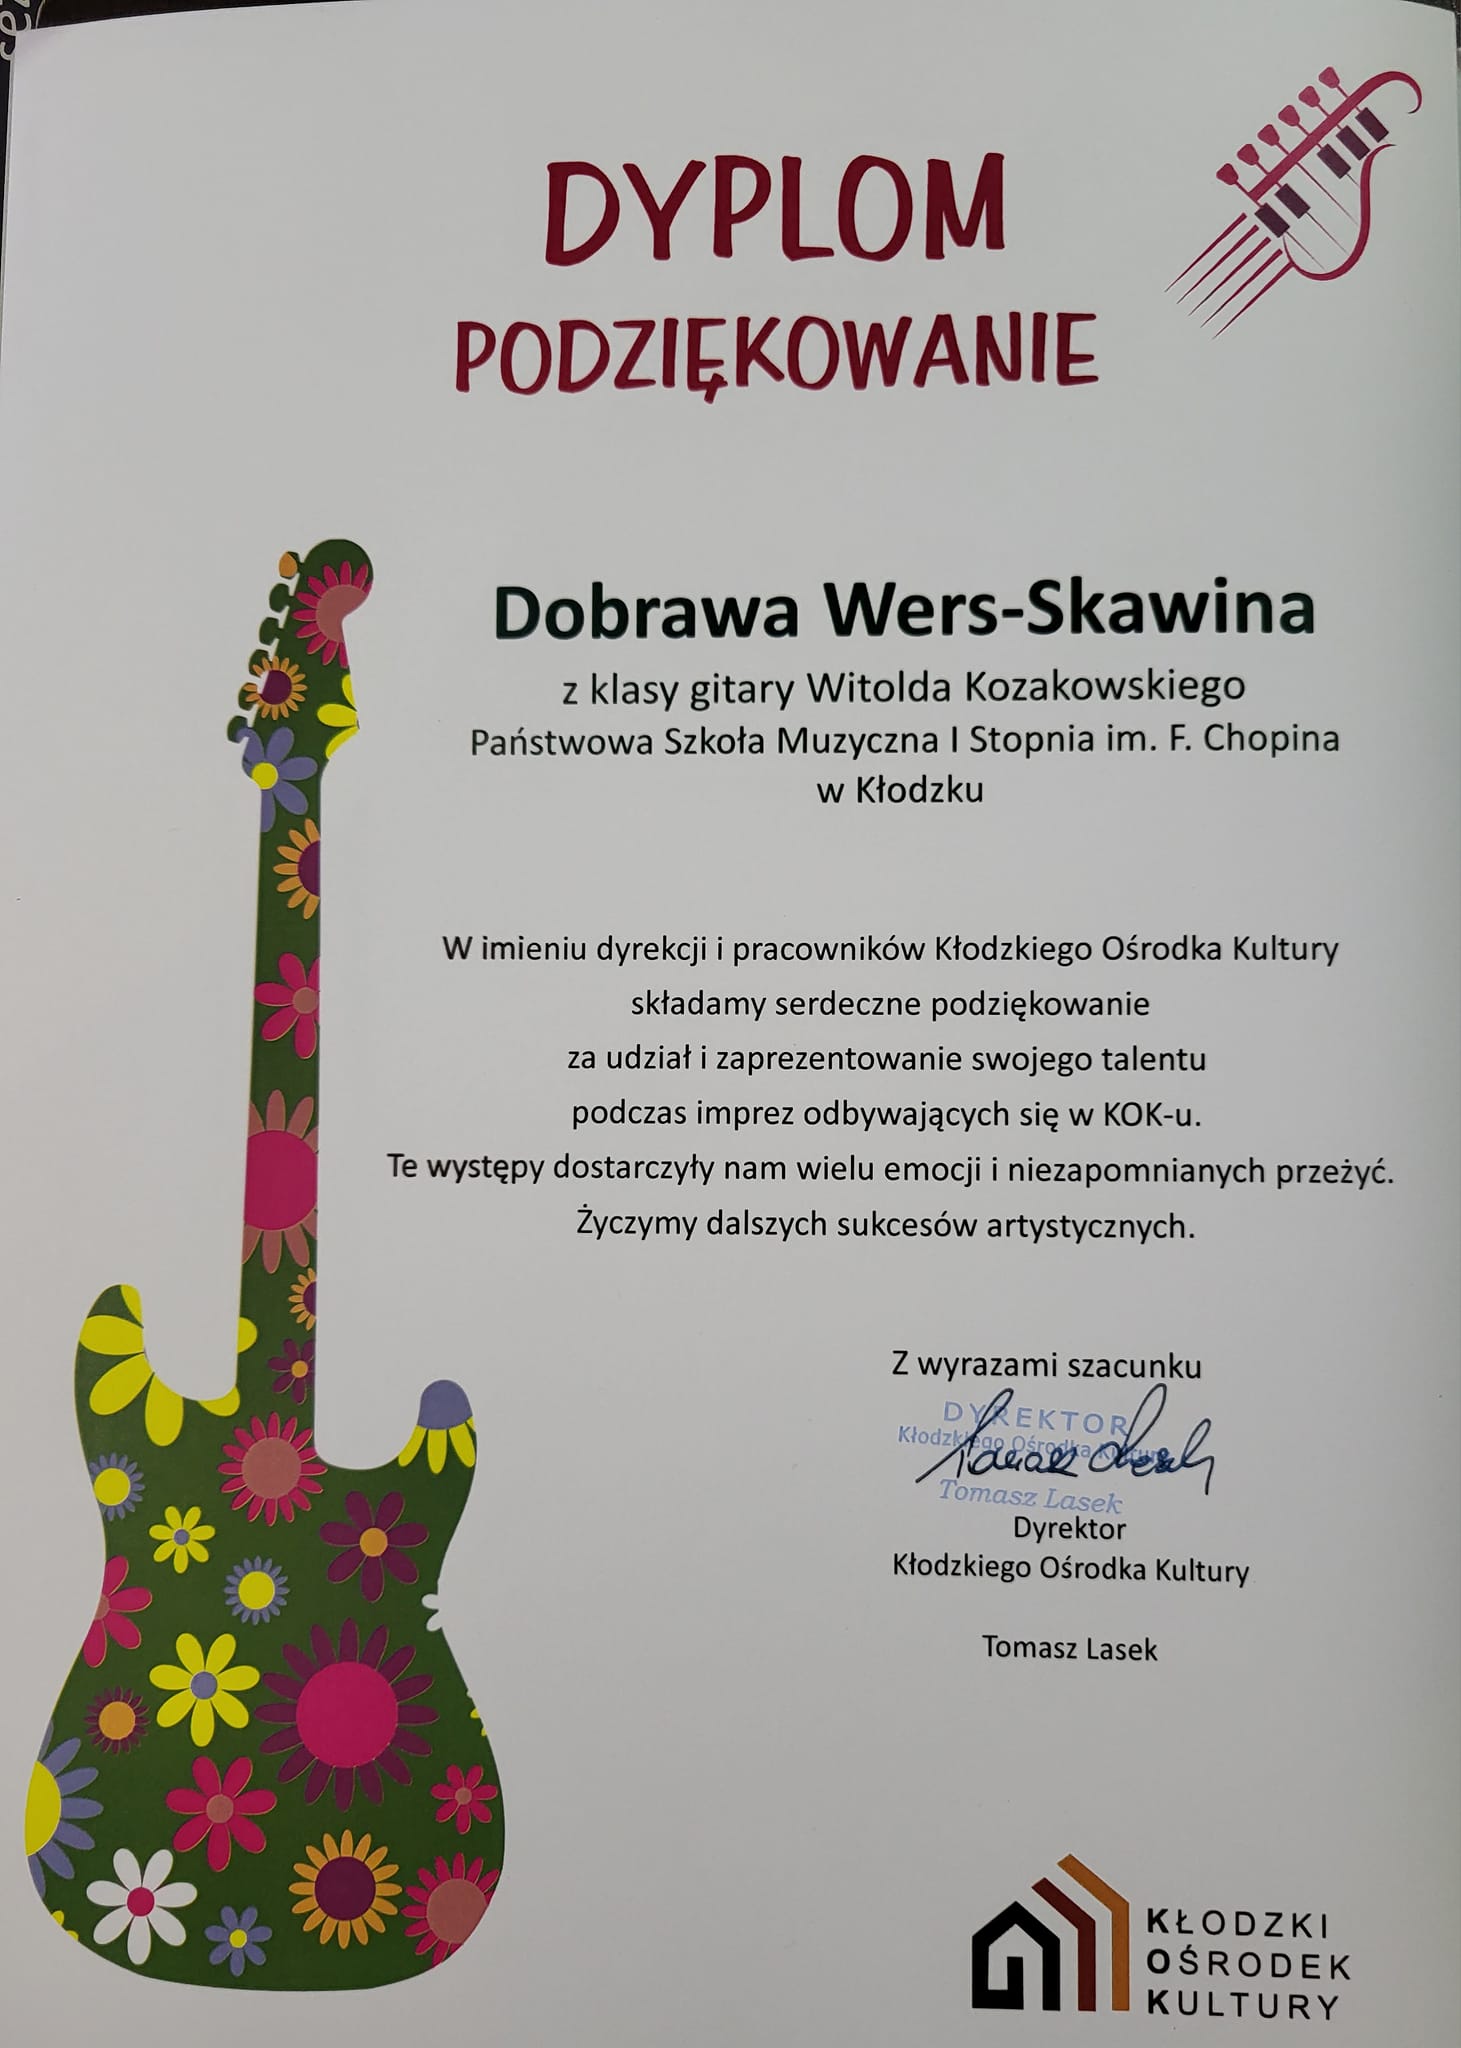 DYPLOM
PODZIĘKOWANIE
Dobrawa Wers-Skawina
z klasy gitary Witolda Kozakowskiego
Państwowa Szkoła Muzyczna I Stopnia im. F. Chopina
w Kłodzku
W imieniu dyrekcji i pracowników Kłodzkiego Ośrodka Kultury
składamy serdeczne podziękowanie
za udział i zaprezentowanie swojego talentu
podczas imprez odbywających się w KOK-u.
Te występy dostarczyły nam wielu emocji i niezapomnianych przeżyć.
Życzymy dalszych sukcesów artystycznych.
Z wyrazami szacunku
DYREKTOR
Kłodzkiego Ośrodka Kultury
Tomasz Lasek
Dyrektor
Kłodzkiego Ośrodka Kultury
Tomasz Lasek
KŁODZKI
OŚRODEK
KULTURY